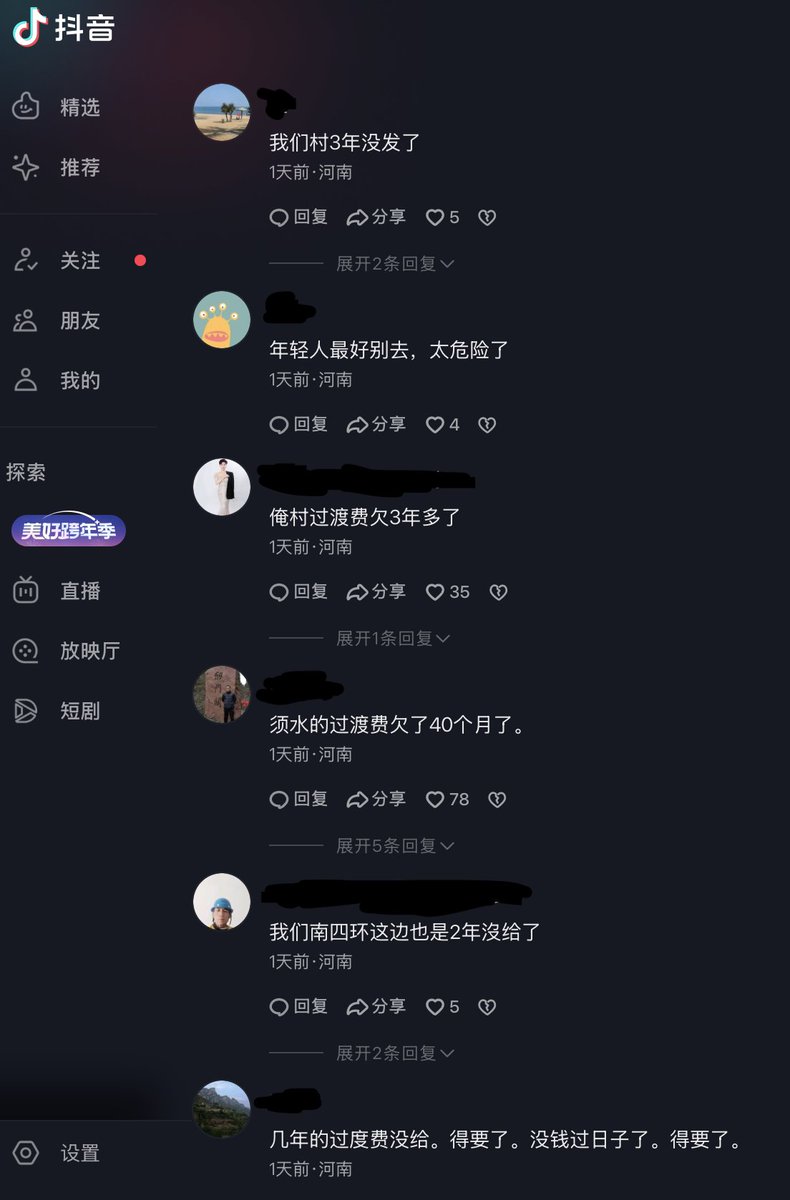 抖音
精选
推荐
关注
朋友
我的
探索
美好跨年季
直播
放映厅
短剧
设置
我们村3年没发了
1天前·河南
回复 分享 5
展开2条回复
年轻人最好别去，太危险了
1天前·河南
回复 分享 4
俺村过渡费欠3年多了
1天前·河南
回复 分享 35
展开1条回复
须水的过渡费欠了40个月了。
1天前·河南
回复 分享 78
展开5条回复
我们南四环这边也是2年沒给了
1天前·河南
回复 分享 5
展开2条回复
几年的过度费没给。得要了。没钱过日子了。得要了。
1天前·河南